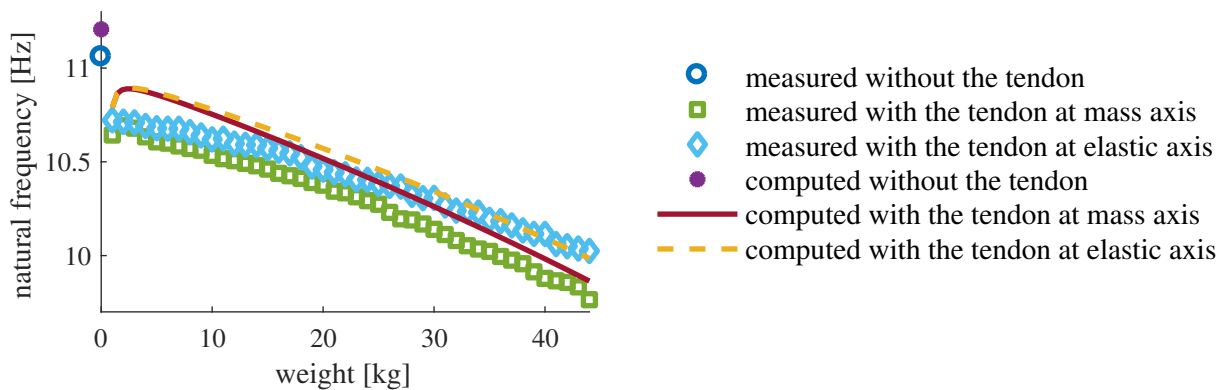 natural frequency [Hz]
11
10.5
10
0
10
20
30
40
weight [kg]
measured without the tendon
measured with the tendon at mass axis
measured with the tendon at elastic axis
computed without the tendon
computed with the tendon at mass axis
computed with the tendon at elastic axis